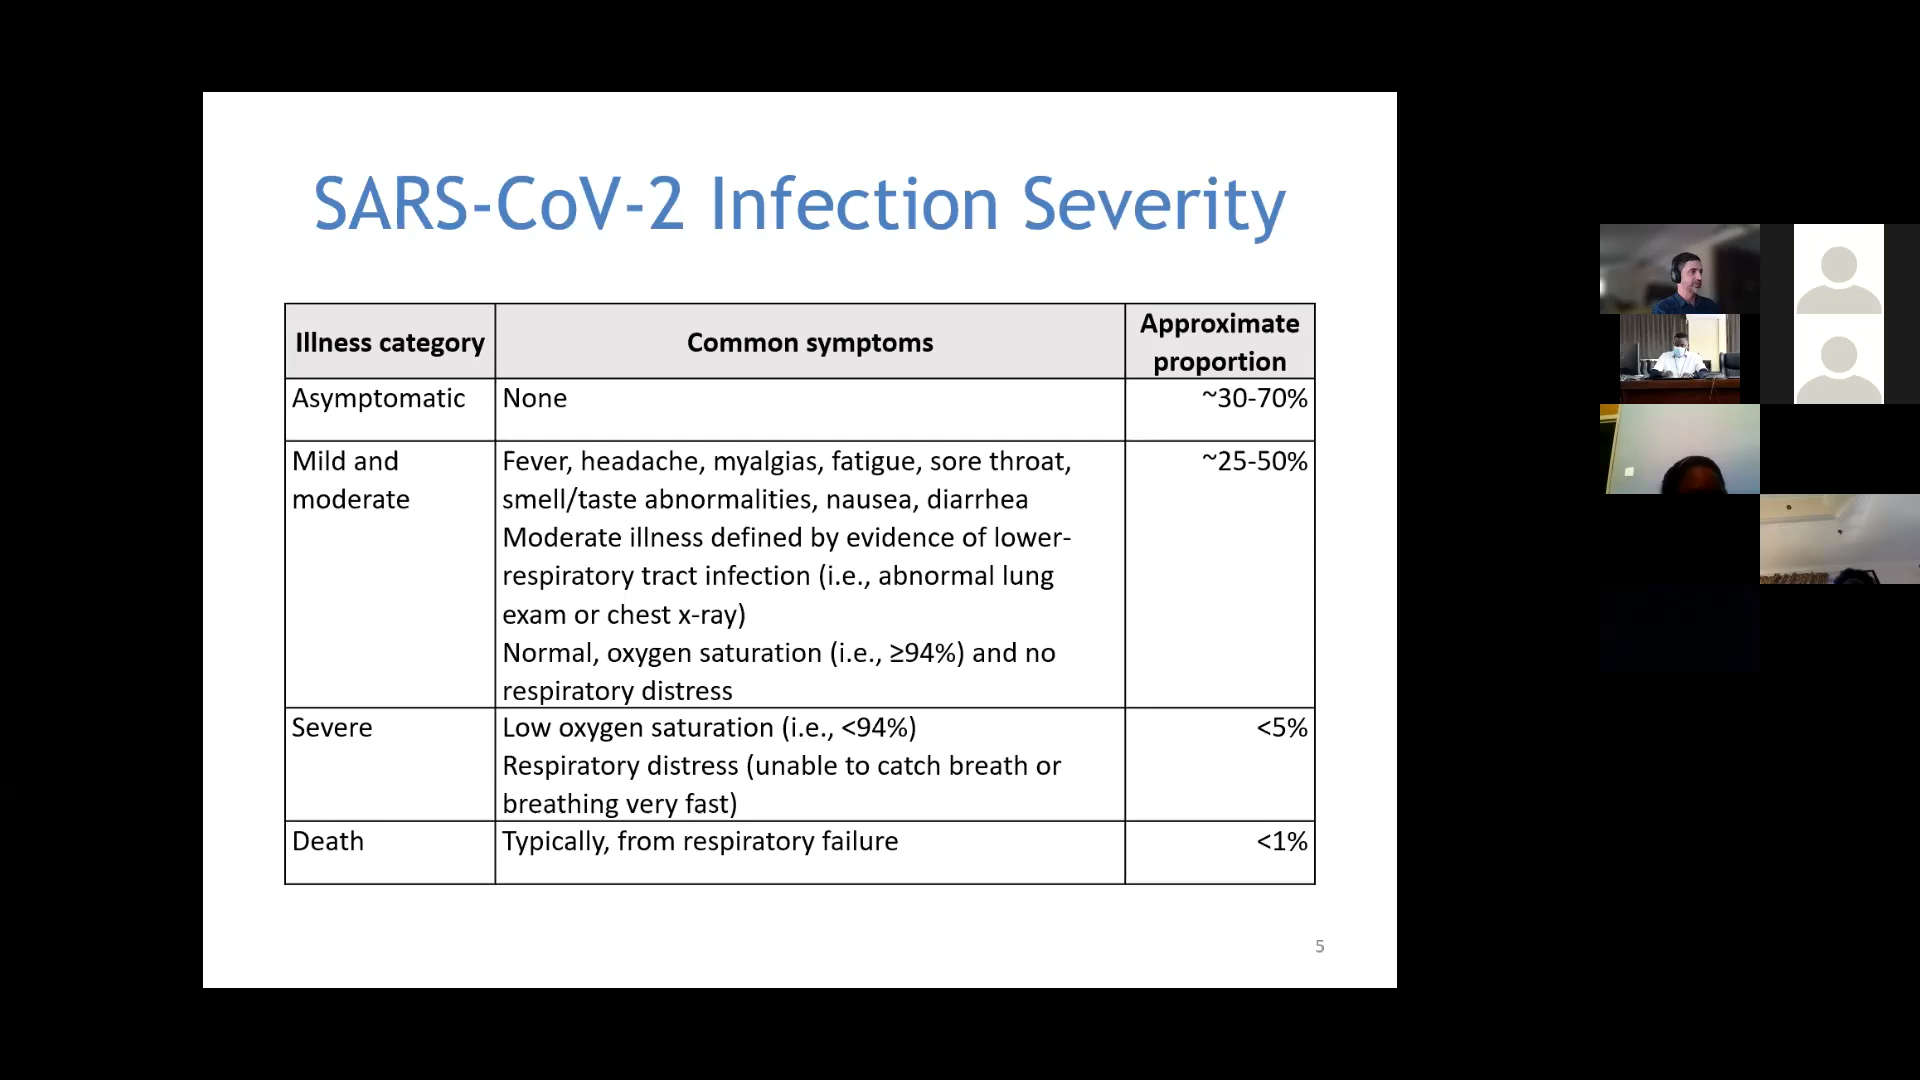 SARS-CoV-2 Infection Severity
Illness category
Common symptoms
Approximate
proportion
Asymptomatic
None
~30-70%
Mild and
moderate
Fever, headache, myalgias, fatigue, sore throat,
smell/taste abnormalities, nausea, diarrhea
Moderate illness defined by evidence of lower-
respiratory tract infection (i.e., abnormal lung
exam or chest x-ray)
Normal, oxygen saturation (i.e., ≥94%) and no
respiratory distress
~25-50%
Severe
Low oxygen saturation (i.e., <94%)
Respiratory distress (unable to catch breath or
breathing very fast)
<5%
Death
Typically, from respiratory failure
<1%
5